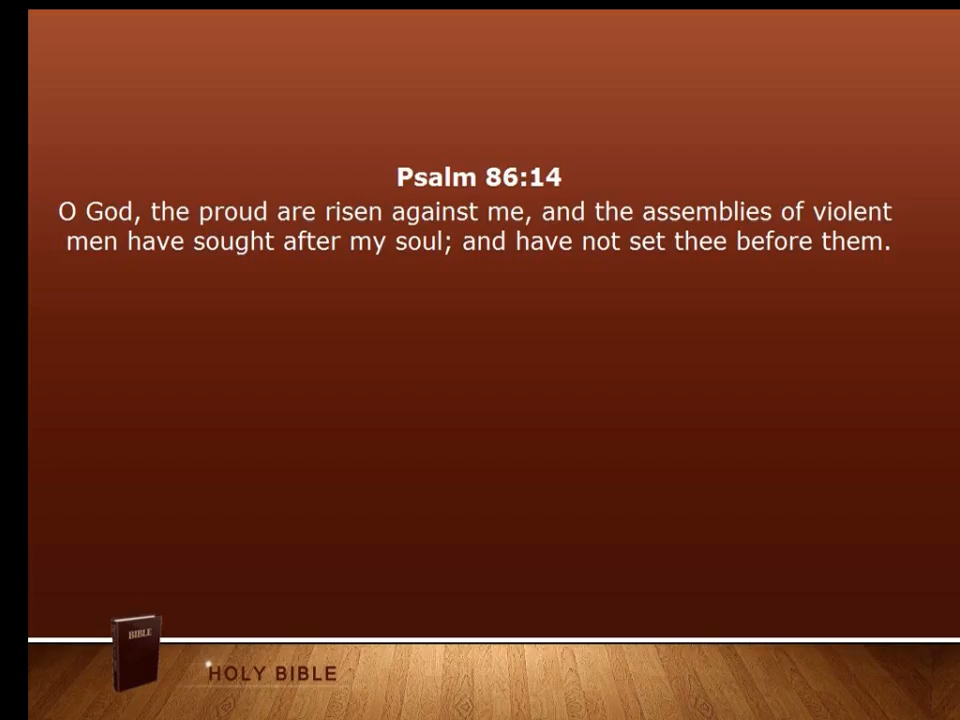 Psalm 86:14
O God, the proud are risen against me, and the assemblies of violent
men have sought after my soul; and have not set thee before them.
BIBLE
HOLY BIBLE